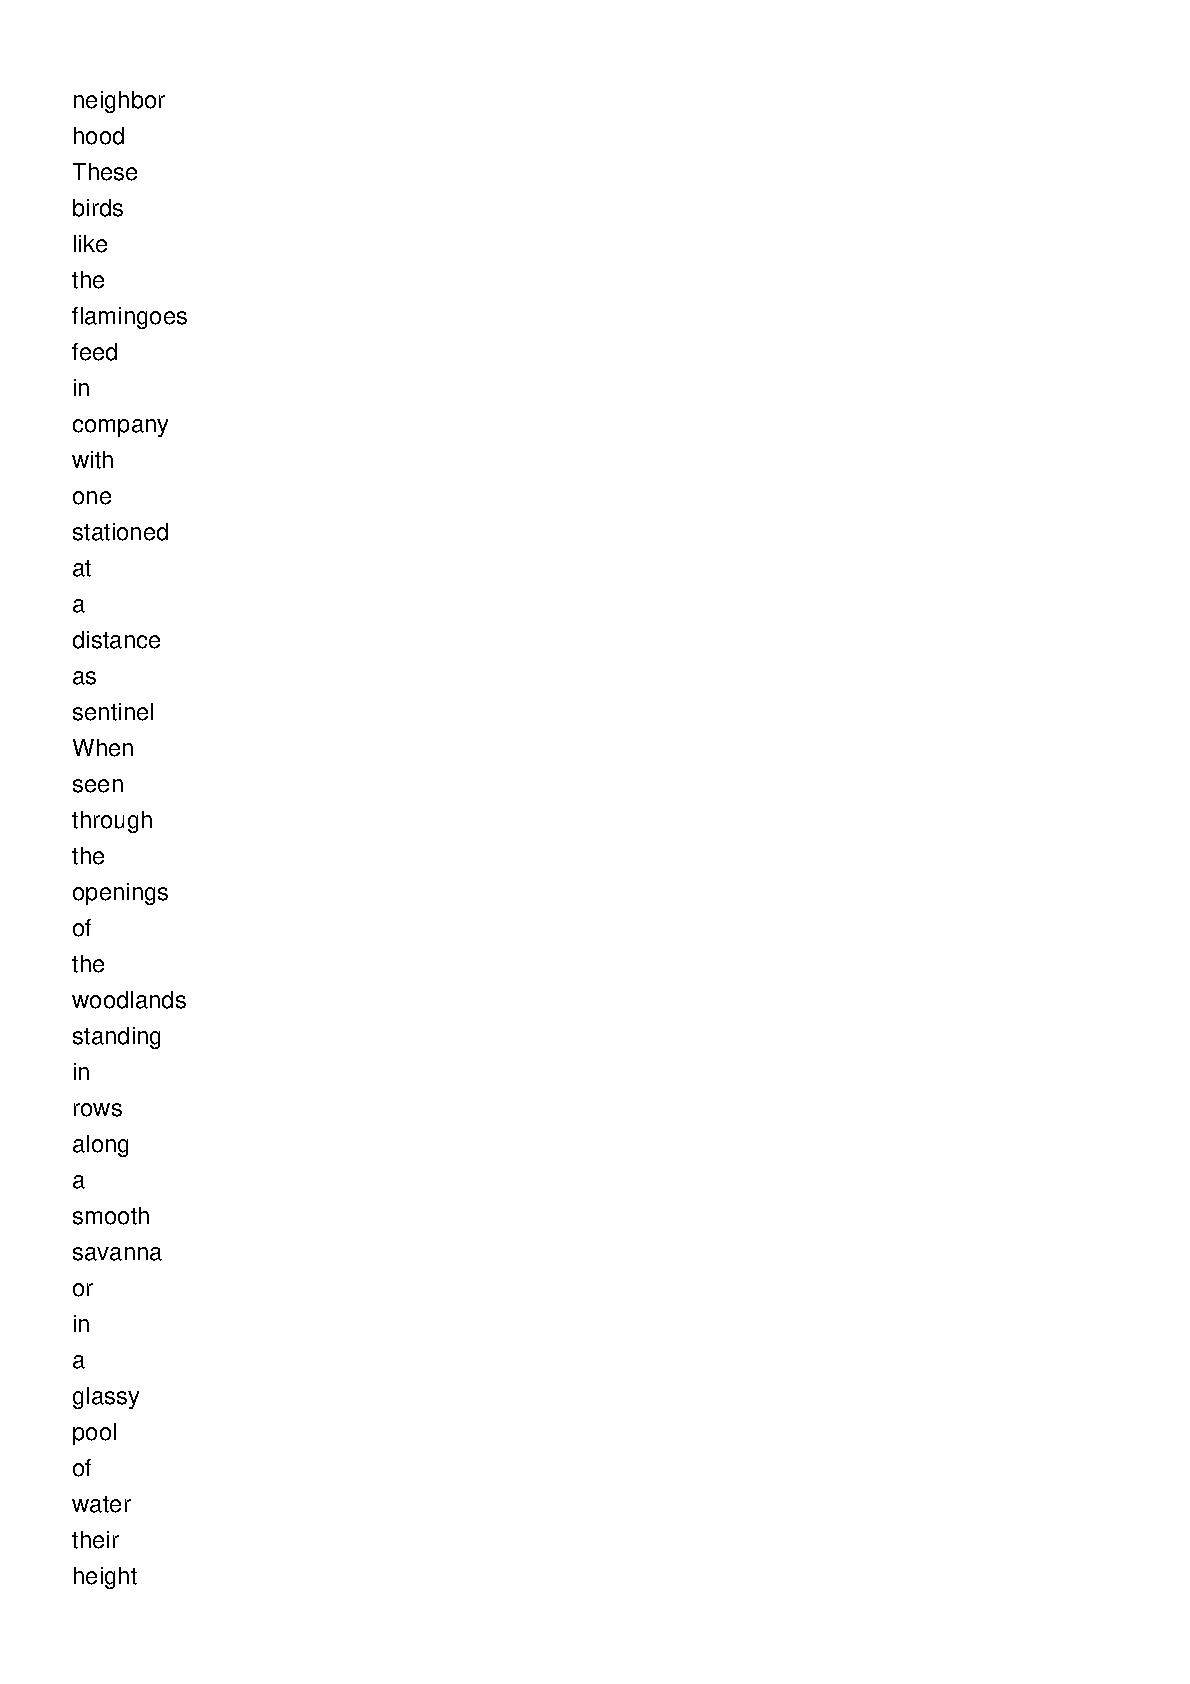 neighbor
hood
These
birds
like
the
flamingoes
feed
in
company
with
one
stationed
at
a
distance
as
sentinel
When
seen
through
the
openings
of
the
woodlands
standing
in
rows
along
a
smooth
savanna
or
in
a
glassy
pool
of
water
their
height